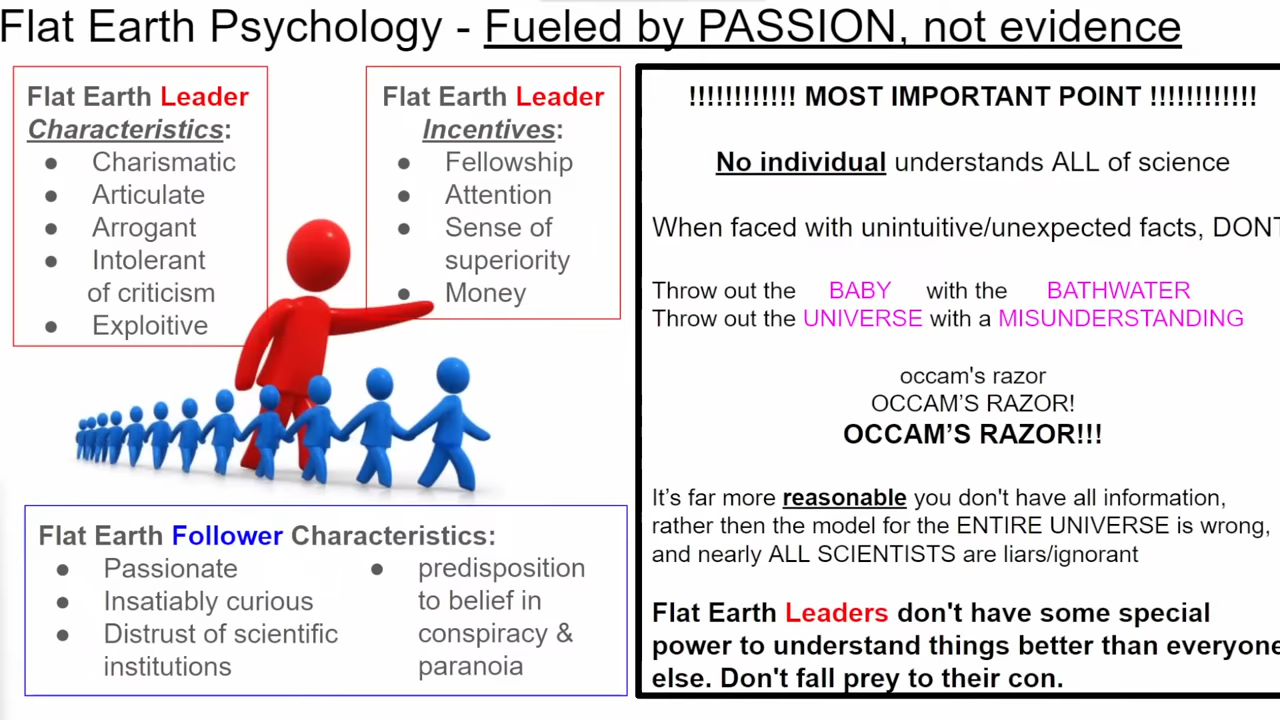 Flat Earth Psychology - Fueled by PASSION, not evidence
Flat Earth Leader
Characteristics:
● Charismatic
● Articulate
● Arrogant
● Intolerant
of criticism
● Exploitive
Flat Earth Leader
Incentives:
● Fellowship
● Attention
● Sense of
superiority
● Money
Flat Earth Follower Characteristics:
● Passionate
● Insatiably curious
● Distrust of scientific
institutions
● predisposition
to belief in
conspiracy &
paranoia
!!!!!!!!!!!! MOST IMPORTANT POINT !!!!!!!!!!!!
No individual understands ALL of science
When faced with unintuitive/unexpected facts, DONT
Throw out the BABY with the BATHWATER
Throw out the UNIVERSE with a MISUNDERSTANDING
occam's razor
OCCAM'S RAZOR!
OCCAM'S RAZOR!!!
It's far more reasonable you don't have all information,
rather then the model for the ENTIRE UNIVERSE is wrong,
and nearly ALL SCIENTISTS are liars/ignorant
Flat Earth Leaders don't have some special
power to understand things better than everyone
else. Don't fall prey to their con.